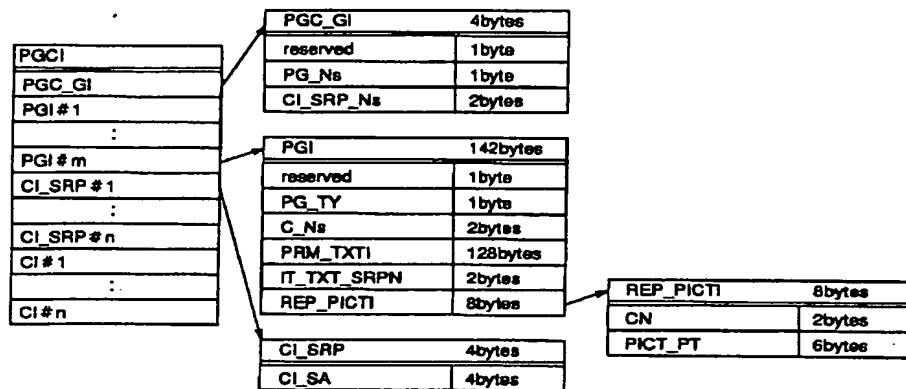 PGCI
PGC_GI
PGI#1
:
PGI#m
CI_SRP#1
:
CI_SRP#n
CI#1
:
CI#n
PGC_GI 4bytes
reserved 1byte
PG_Ns 1byte
CI_SRP_Ns 2bytes
PGI 142bytes
reserved 1byte
PG_TY 1byte
C_Ns 2bytes
PRM_TXTI 128bytes
IT_TXT_SRPN 2bytes
REP_PICTI 8bytes
CI_SRP 4bytes
CI_SA 4bytes
REP_PICTI 8bytes
CN 2bytes
PICT_PT 6bytes